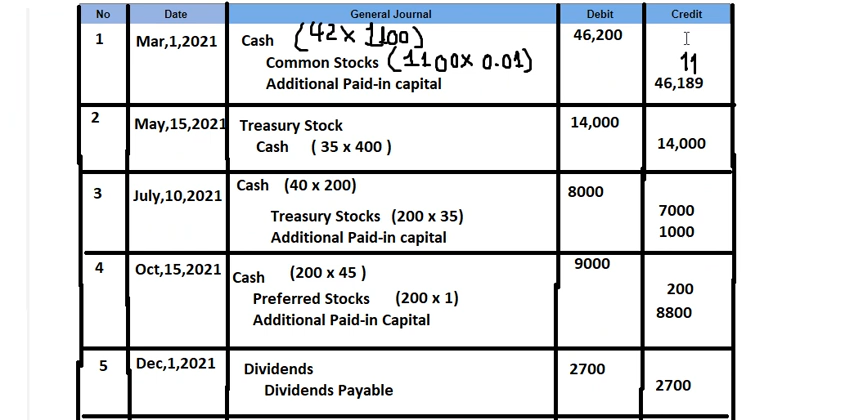 No Date General Journal Debit Credit
1 Mar,1,2021 Cash (42 x 1100) 46,200
Common Stocks (1100 x 0.01) 11
Additional Paid-in capital 46,189
2 May,15,2021 Treasury Stock 14,000
Cash ( 35 x 400 ) 14,000
3 July,10,2021 Cash (40 x 200) 8000
Treasury Stocks (200 x 35) 7000
Additional Paid-in capital 1000
4 Oct,15,2021 Cash (200 x 45 ) 9000
Preferred Stocks (200 x 1) 200
Additional Paid-in Capital 8800
5 Dec,1,2021 Dividends 2700
Dividends Payable 2700